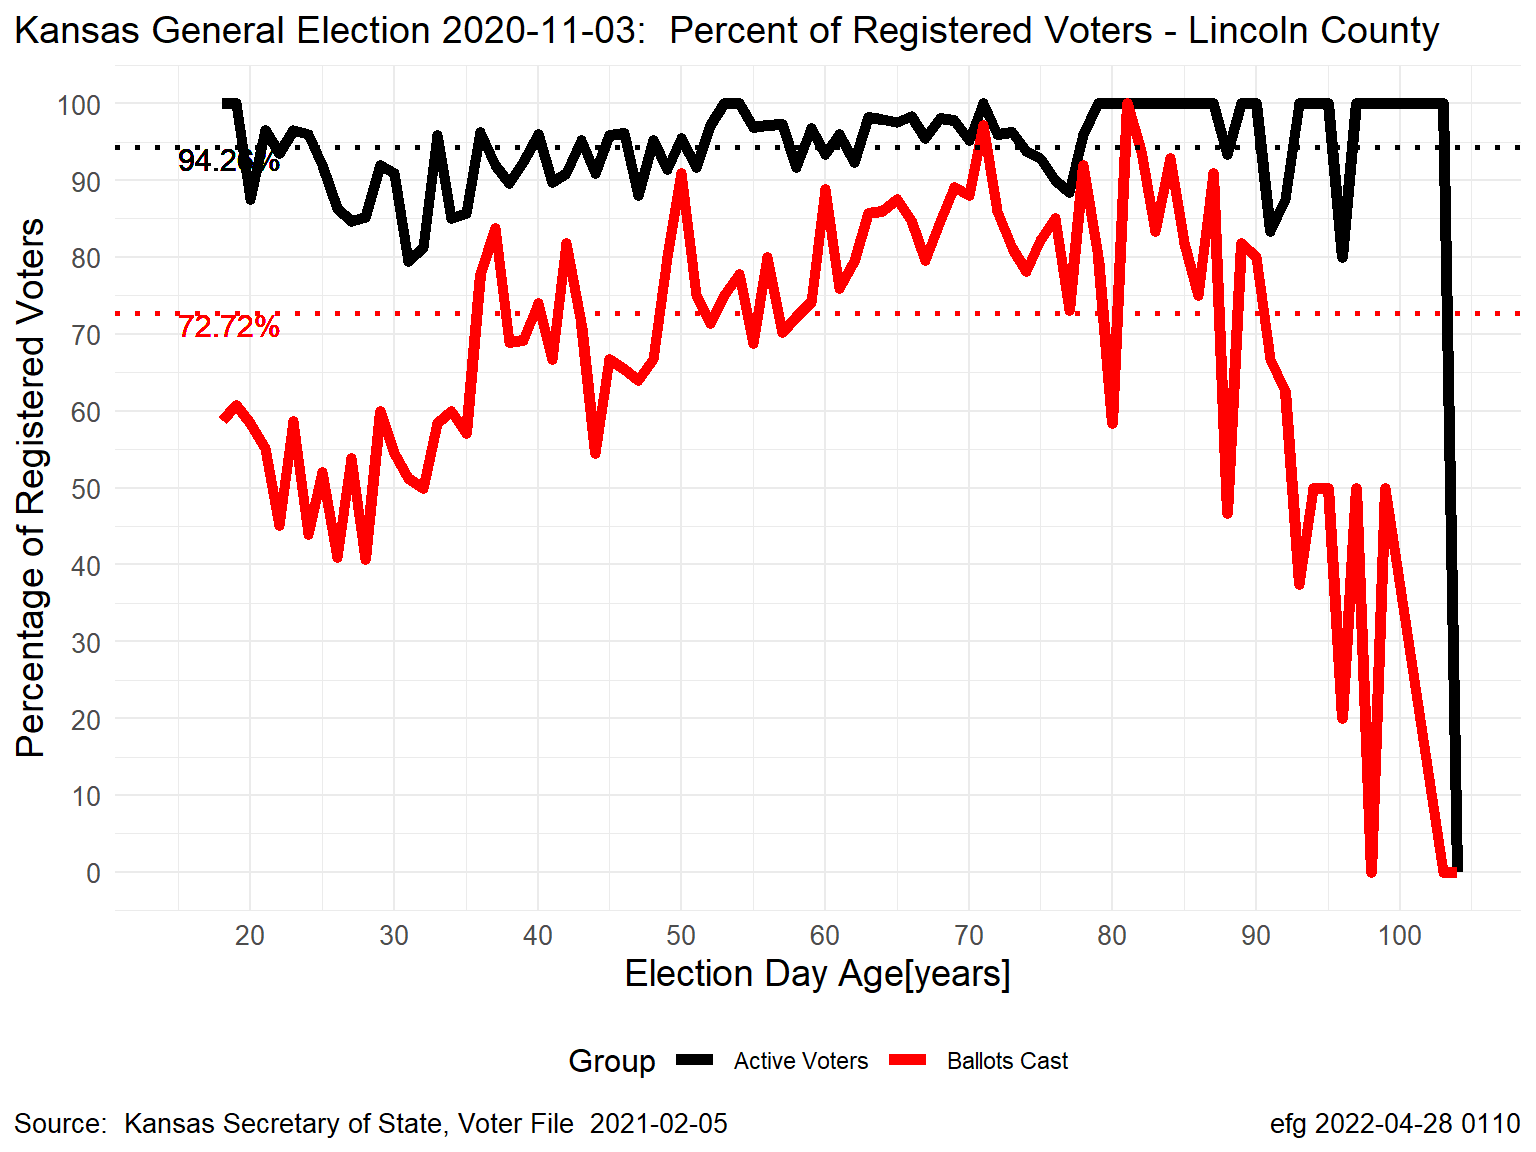 Kansas General Election 2020-11-03:  Percent of Registered Voters - Lincoln County
Percentage of Registered Voters
100
90
80
70
60
50
40
30
20
10
0
94.26%
72.72%
20 30 40 50 60 70 80 90 100
Election Day Age[years]
Group Active Voters Ballots Cast
Source:  Kansas Secretary of State, Voter File  2021-02-05
efg 2022-04-28 0110